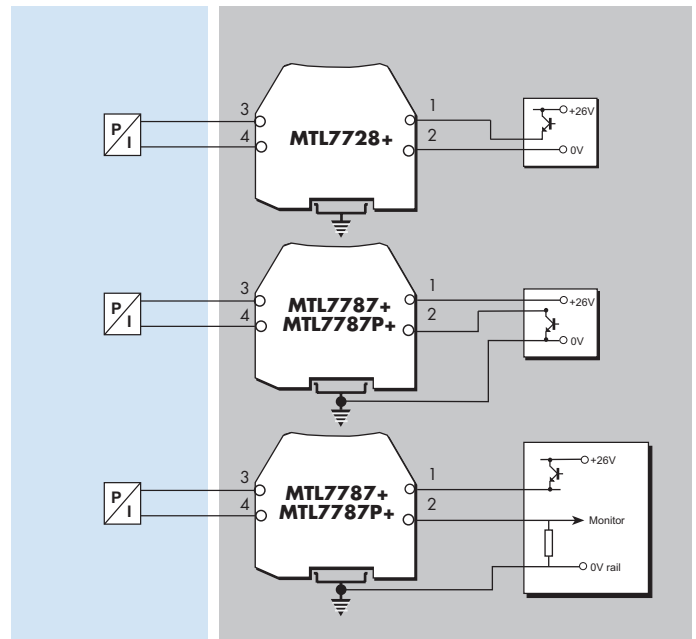 P
I
3
4
MTL7728+
1
2
+26V
0V
P
I
3
4
MTL7787+
MTL7787P+
1
2
+26V
0V
P
I
3
4
MTL7787+
MTL7787P+
1
2
+26V
Monitor
0V rail